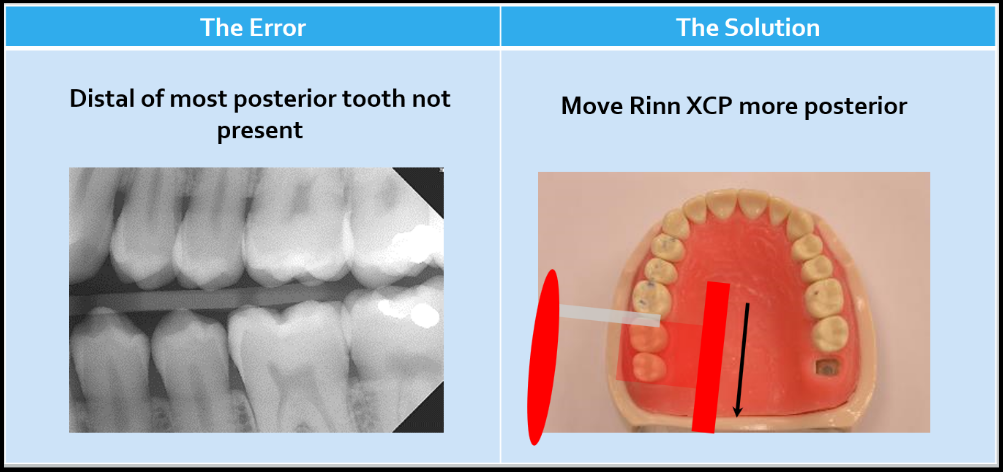 The Error
The Solution
Distal of most posterior tooth not
present
Move Rinn XCP more posterior